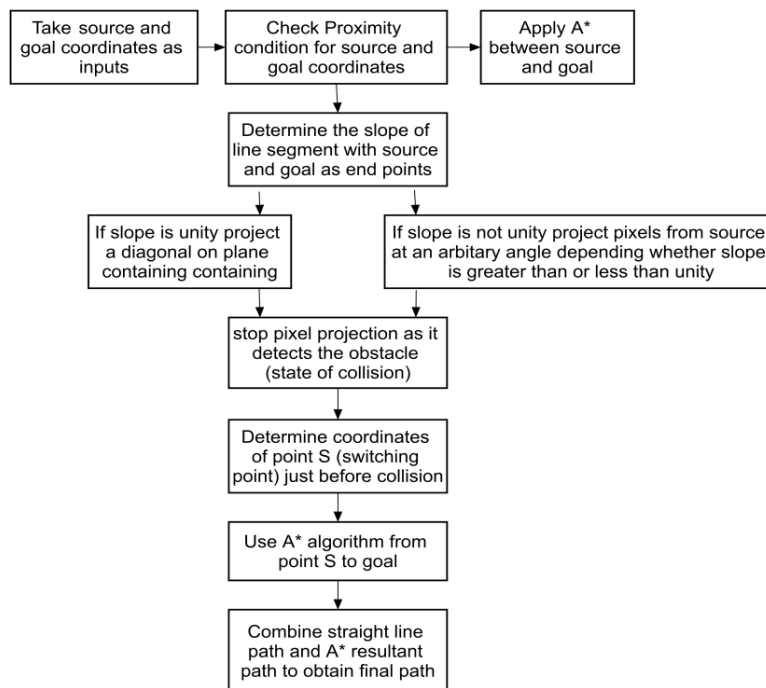 Take source and
goal coordinates as
inputs
Check Proximity
condition for source and
goal coordinates
Apply A*
between source
and goal
Determine the slope of
line segment with source
and goal as end points
If slope is unity project
a diagonal on plane
containing containing
If slope is not unity project pixels from source
at an arbitary angle depending whether slope
is greater than or less than unity
stop pixel projection as it
detects the obstacle
(state of collision)
Determine coordinates
of point S (switching
point) just before collision
Use A* algorithm from
point S to goal
Combine straight line
path and A* resultant
path to obtain final path